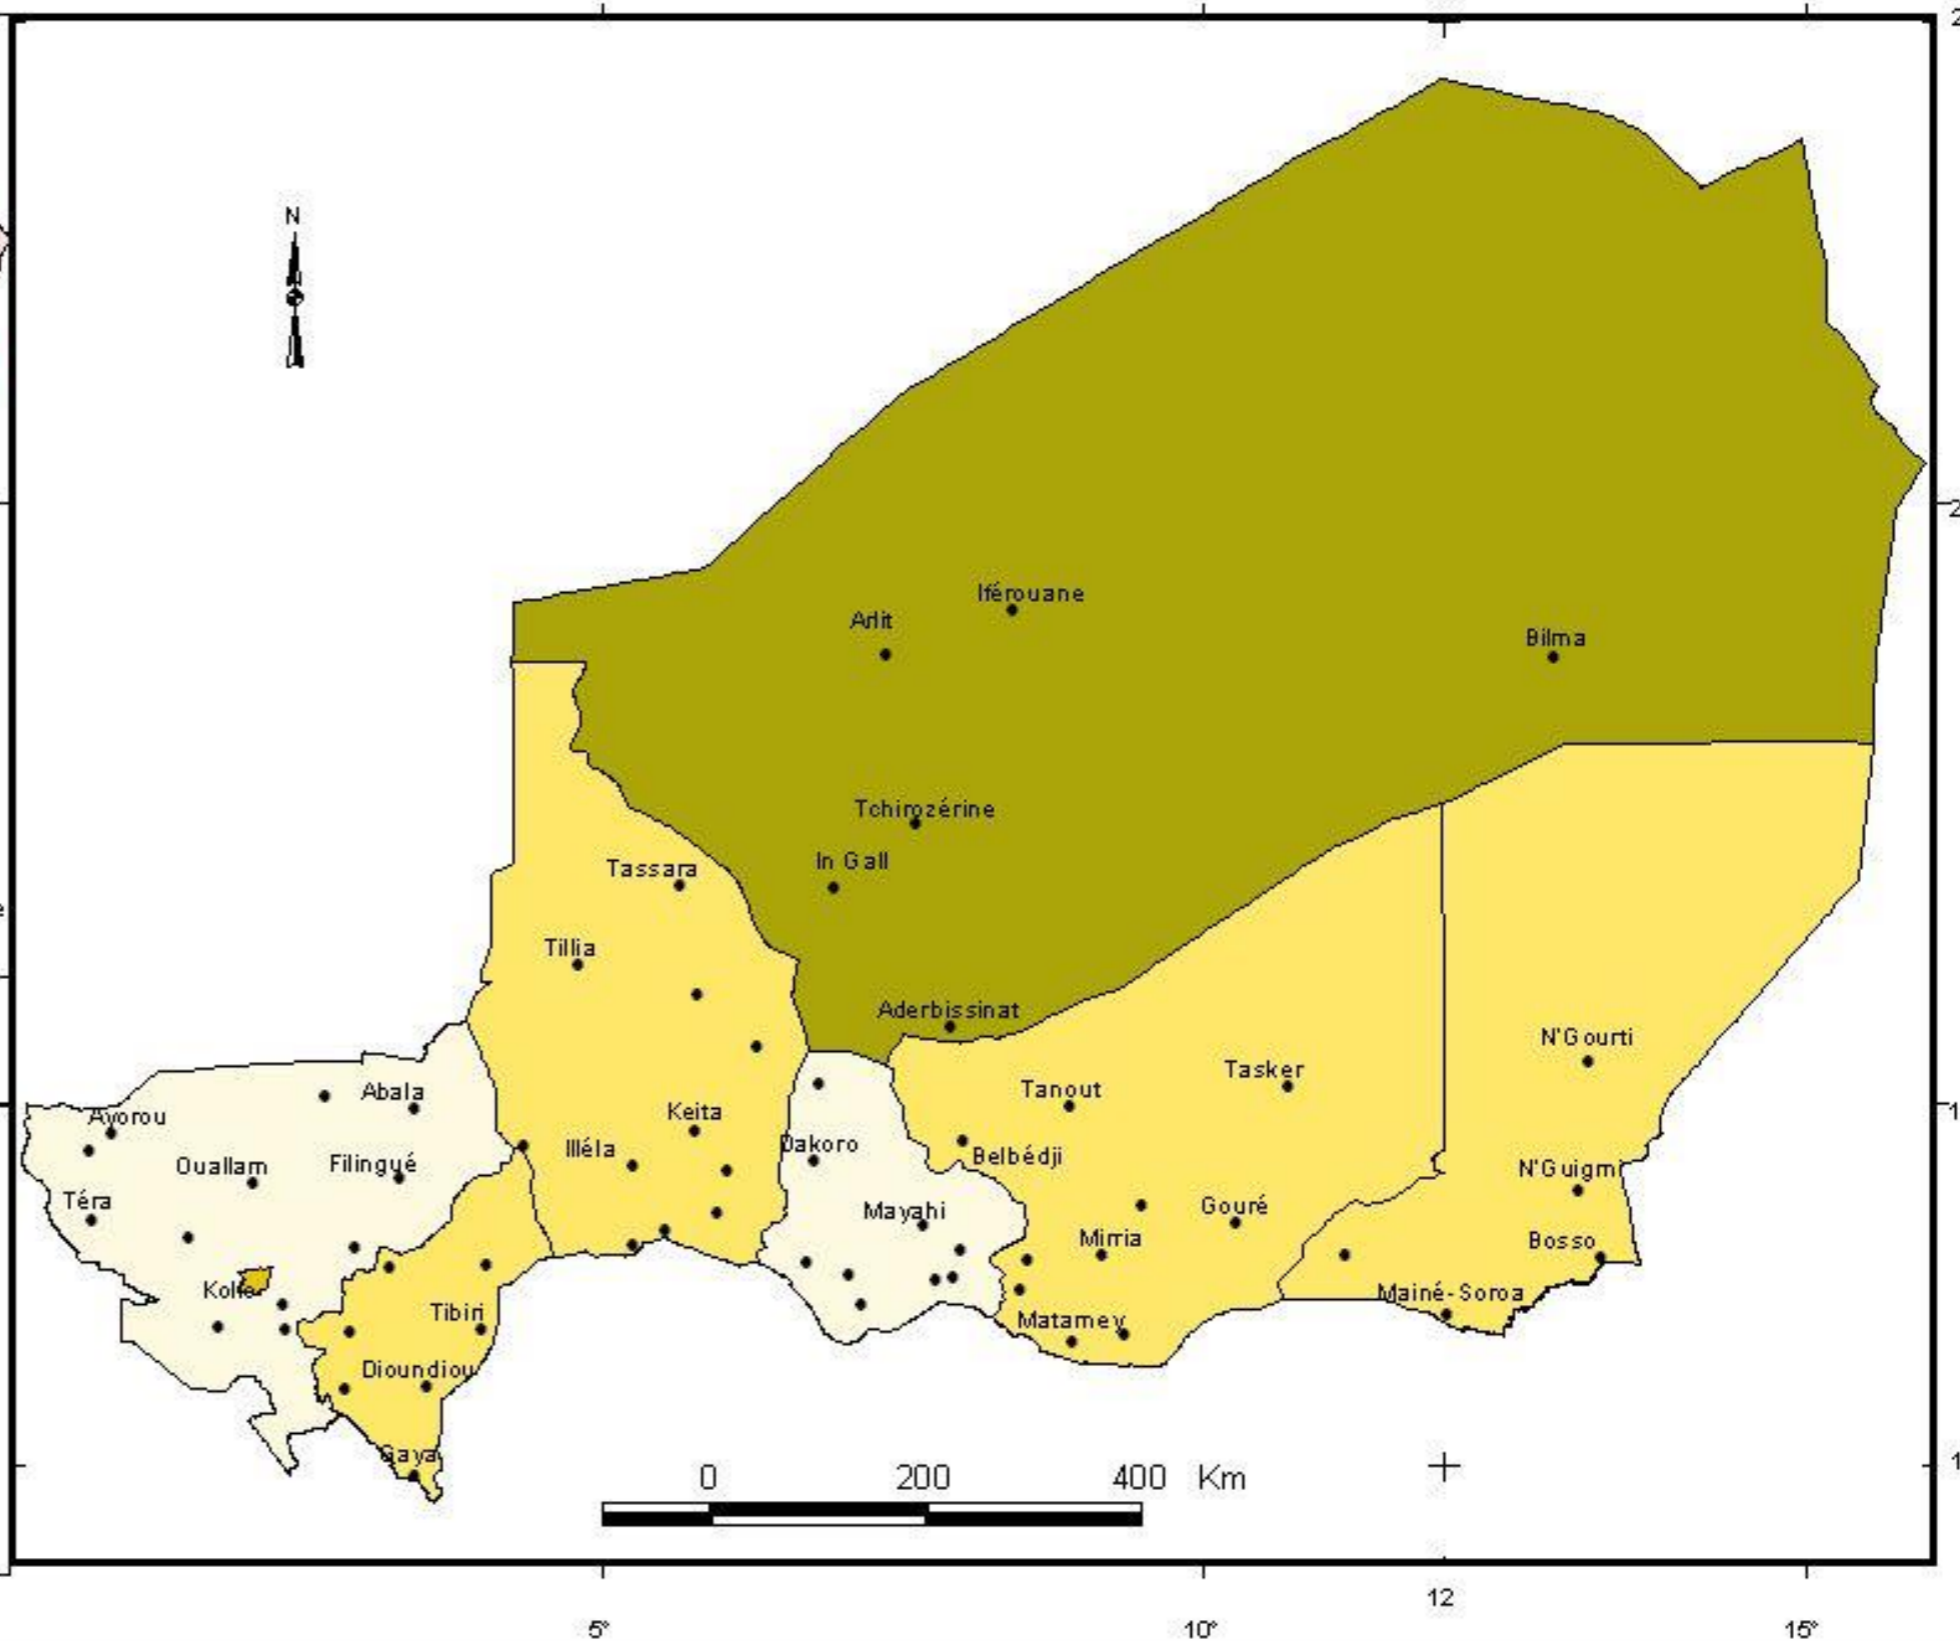 N
Iférouane
Arlit
Bilma
Tchirozérine
In Gall
Tassara
Tillia
Aderbissinat
N'Gourti
Tasker
Tanout
Abala
Keita
Ayorou
Dakoro
Illéla
Belbédji
Filingué
Ouallam
N'Guigmi
Téra
Gouré
Mayahi
Mirria
Bosso
Kollo
Mainé-Soroa
Tibiri
Matamey
Dioundiou
Gaya
0 200 400 Km
12
5° 10° 15°